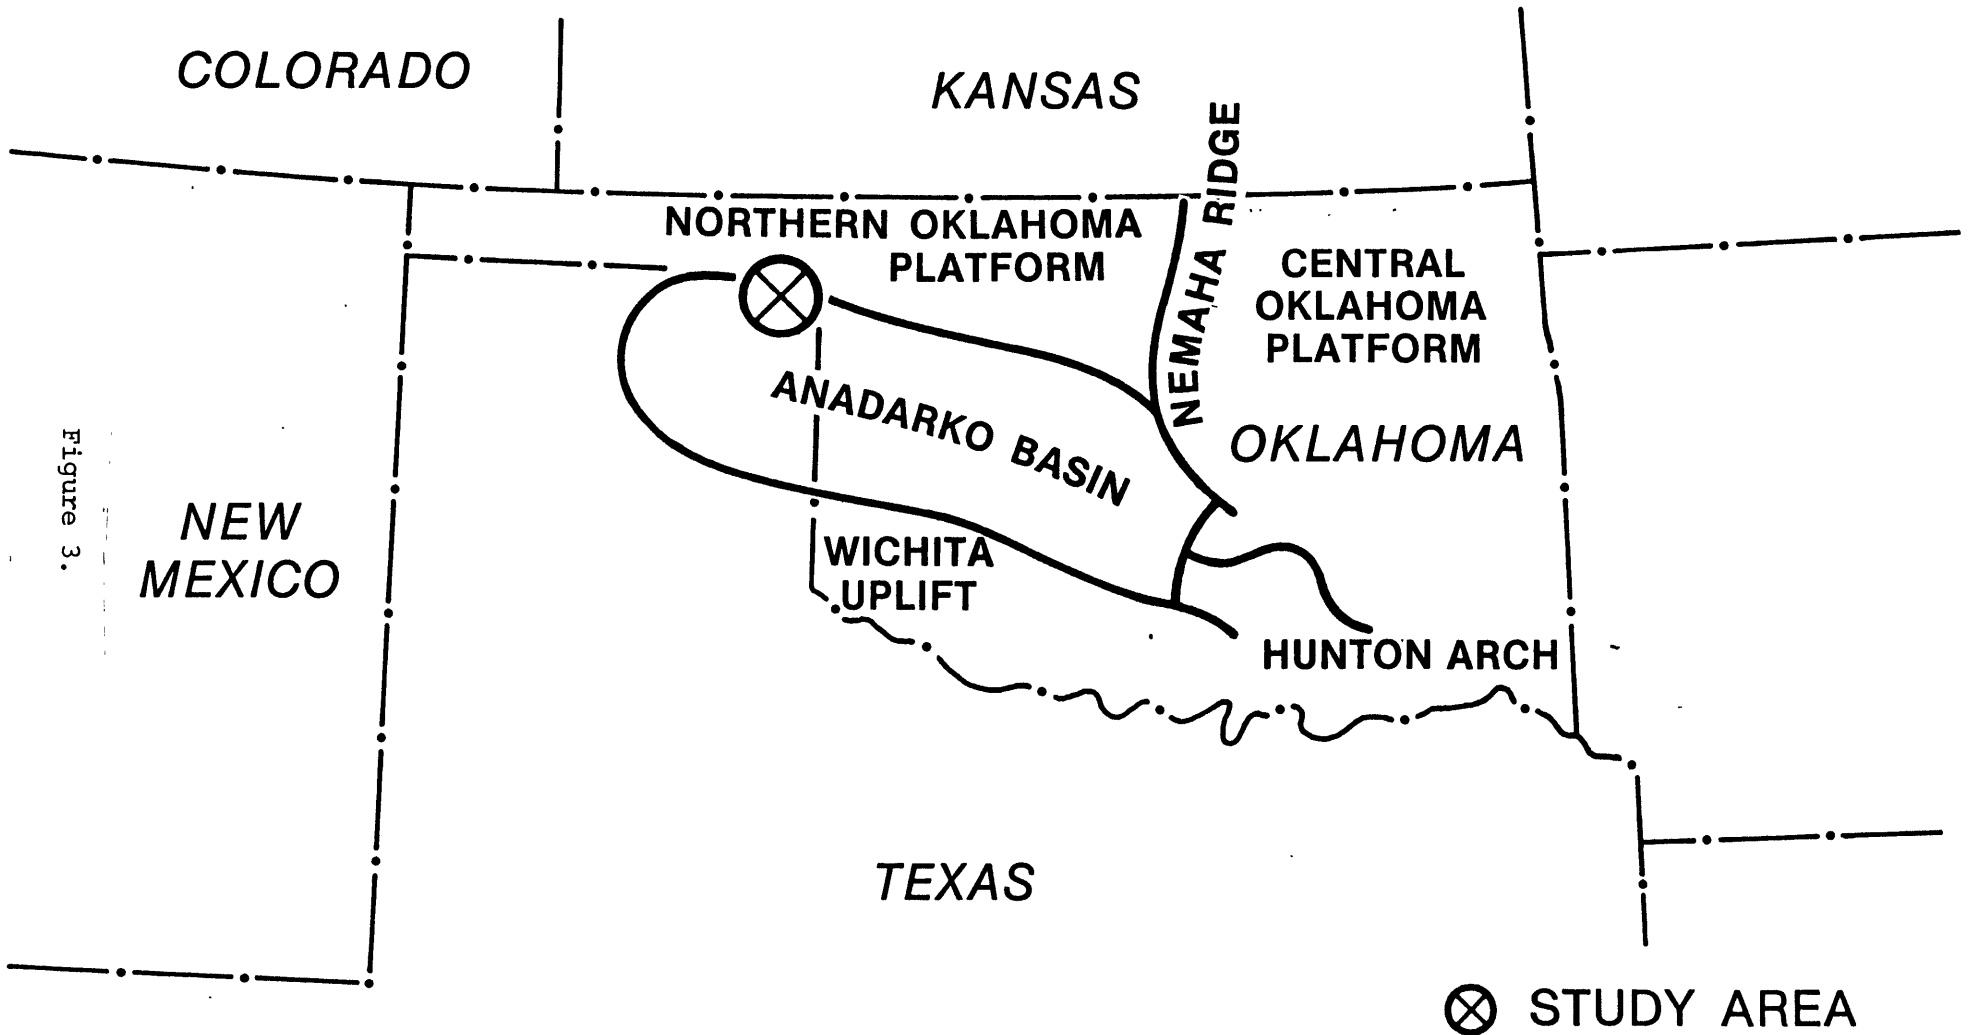 COLORADO
KANSAS
NEMAHA RIDGE
NORTHERN OKLAHOMA
PLATFORM
CENTRAL
OKLAHOMA
PLATFORM
ANADARKO BASIN
OKLAHOMA
Figure 3.
NEW
MEXICO
WICHITA
UPLIFT
HUNTON ARCH
TEXAS
STUDY AREA